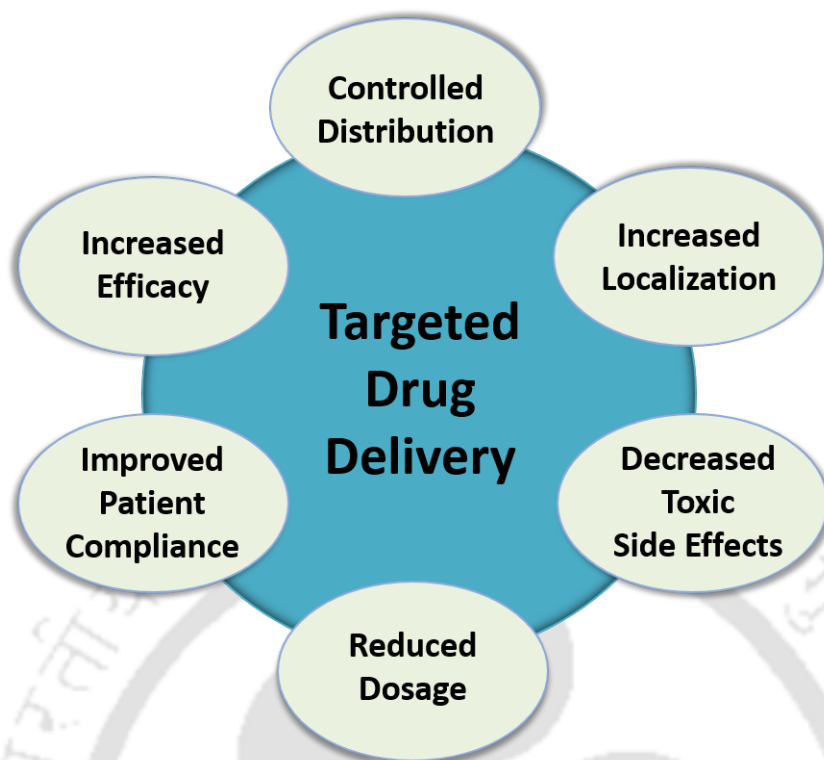 Controlled
Distribution
Increased
Localization
Decreased
Toxic
Side Effects
Reduced
Dosage
Improved
Patient
Compliance
Increased
Efficacy
Targeted
Drug
Delivery